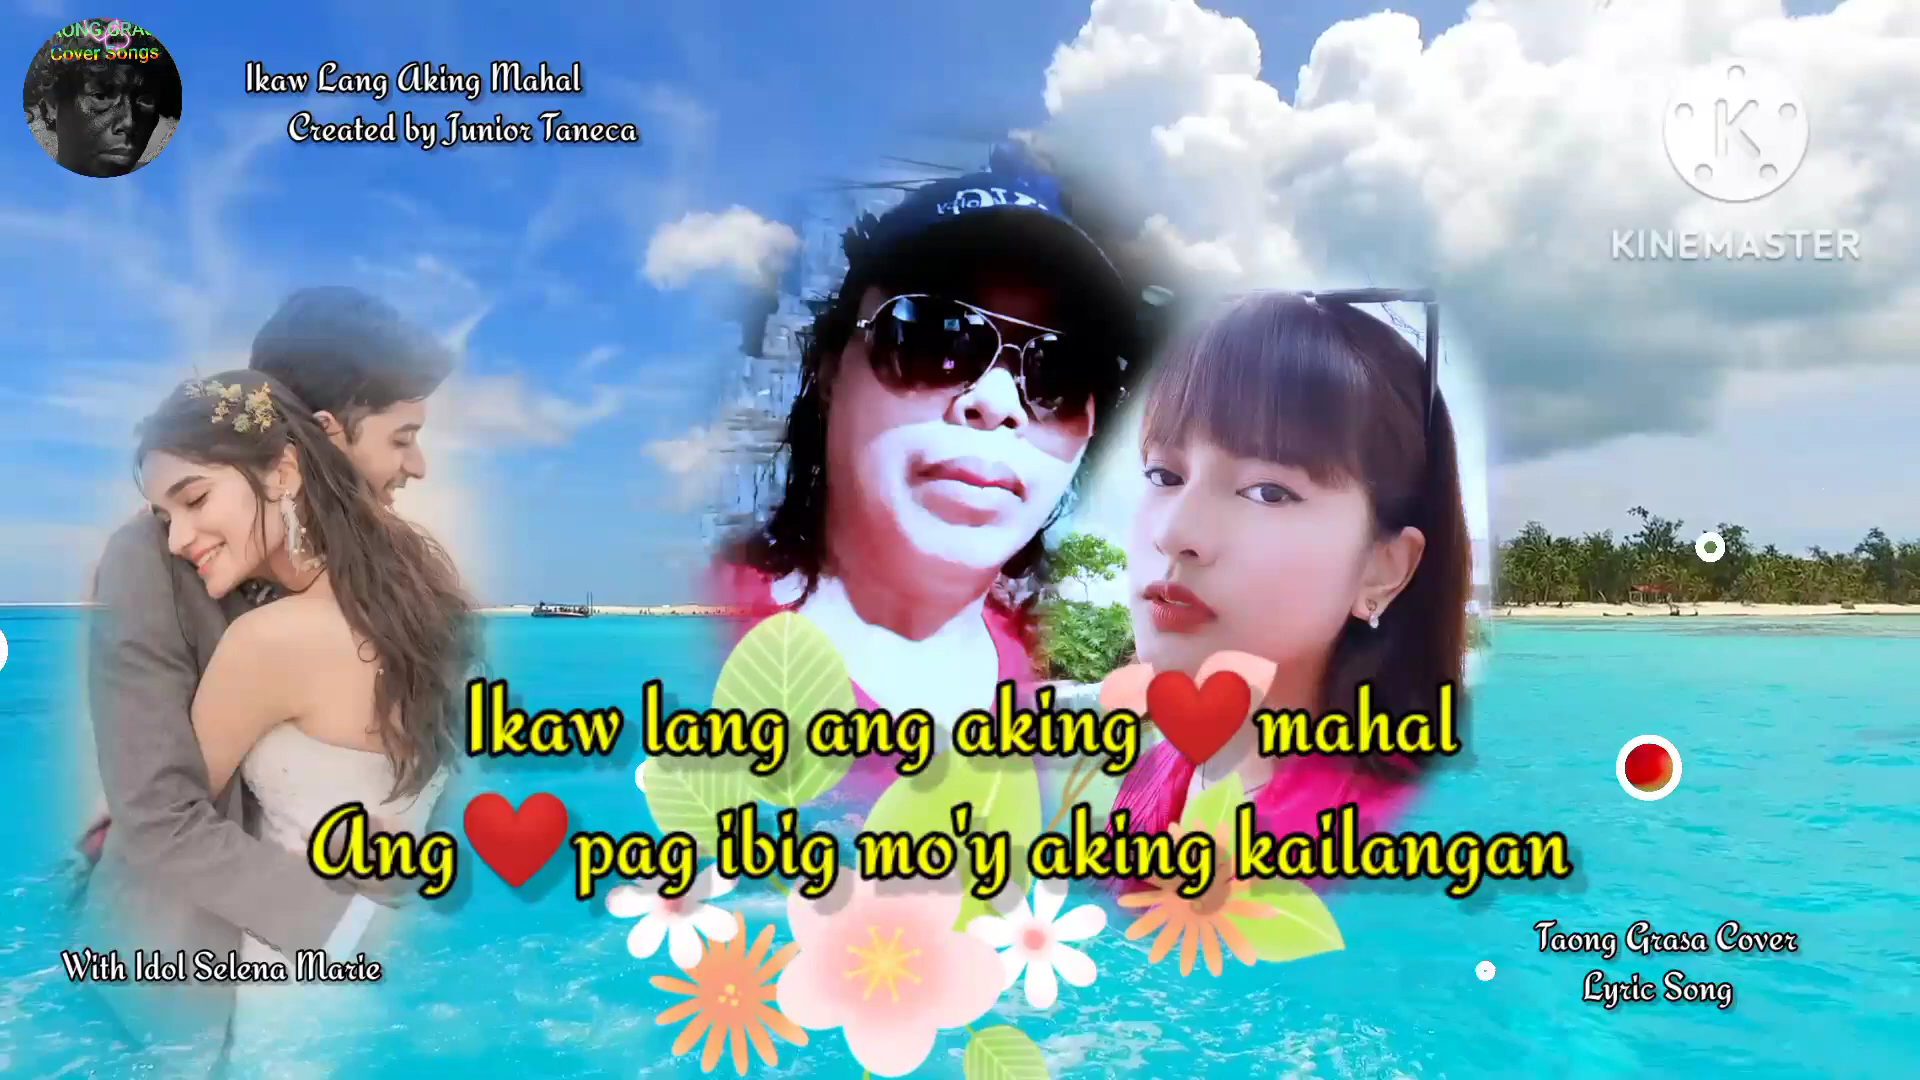 Cover Songs
Ikaw Lang Aking Mahal
Created by Junior Taneca
KINEMASTER
Ikaw lang ang aking❤mahal
Ang❤pag ibig mo'y aking kailangan
With Idol Selena Marie
Taong Grasa Cover
Lyric Song